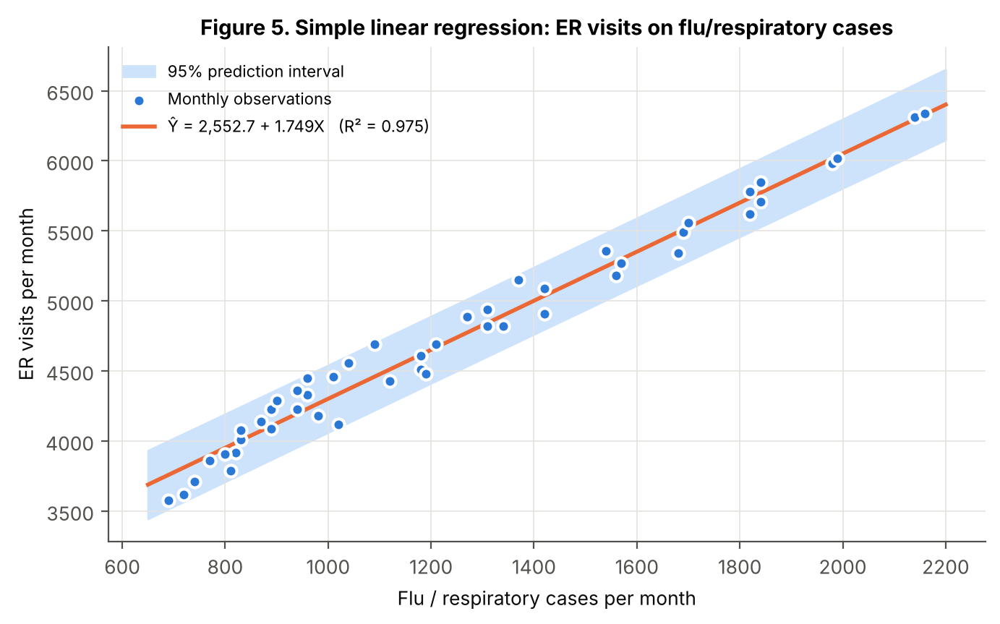 Figure 5. Simple linear regression: ER visits on flu/respiratory cases
95% prediction interval
Monthly observations
Ŷ = 2,552.7 + 1.749X (R² = 0.975)
ER visits per month
6500
6000
5500
5000
4500
4000
3500
600 800 1000 1200 1400 1600 1800 2000 2200
Flu / respiratory cases per month